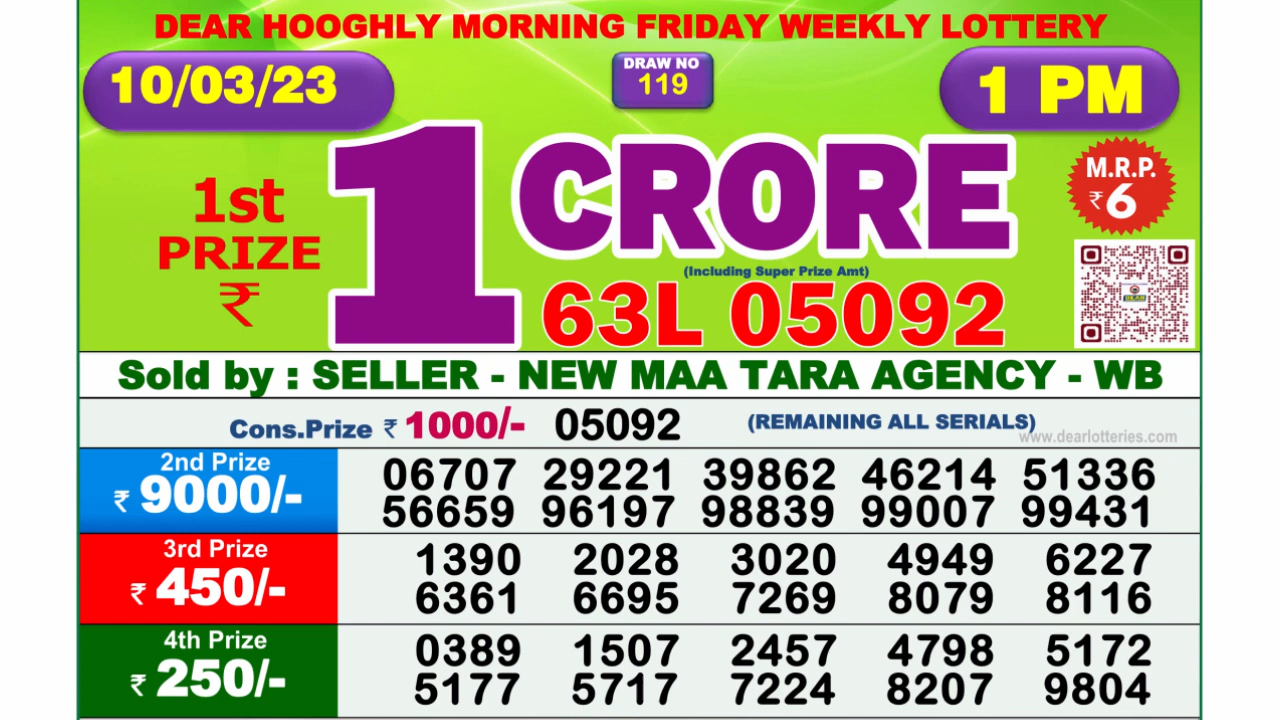 DEAR HOOGHLY MORNING FRIDAY WEEKLY LOTTERY
10/03/23
DRAW NO
119
1 PM
1st
PRIZE
₹
1 CRORE
(Including Super Prize Amt)
63L 05092
M.R.P.
₹ 6
DEAR
Sold by : SELLER - NEW MAA TARA AGENCY - WB
Cons.Prize ₹ 1000/- 05092 (REMAINING ALL SERIALS)
www.dearlotteries.com
2nd Prize
₹ 9000/-
06707 29221 39862 46214 51336
56659 96197 98839 99007 99431
3rd Prize
₹ 450/-
1390 2028 3020 4949 6227
6361 6695 7269 8079 8116
4th Prize
₹ 250/-
0389 1507 2457 4798 5172
5177 5717 7224 8207 9804